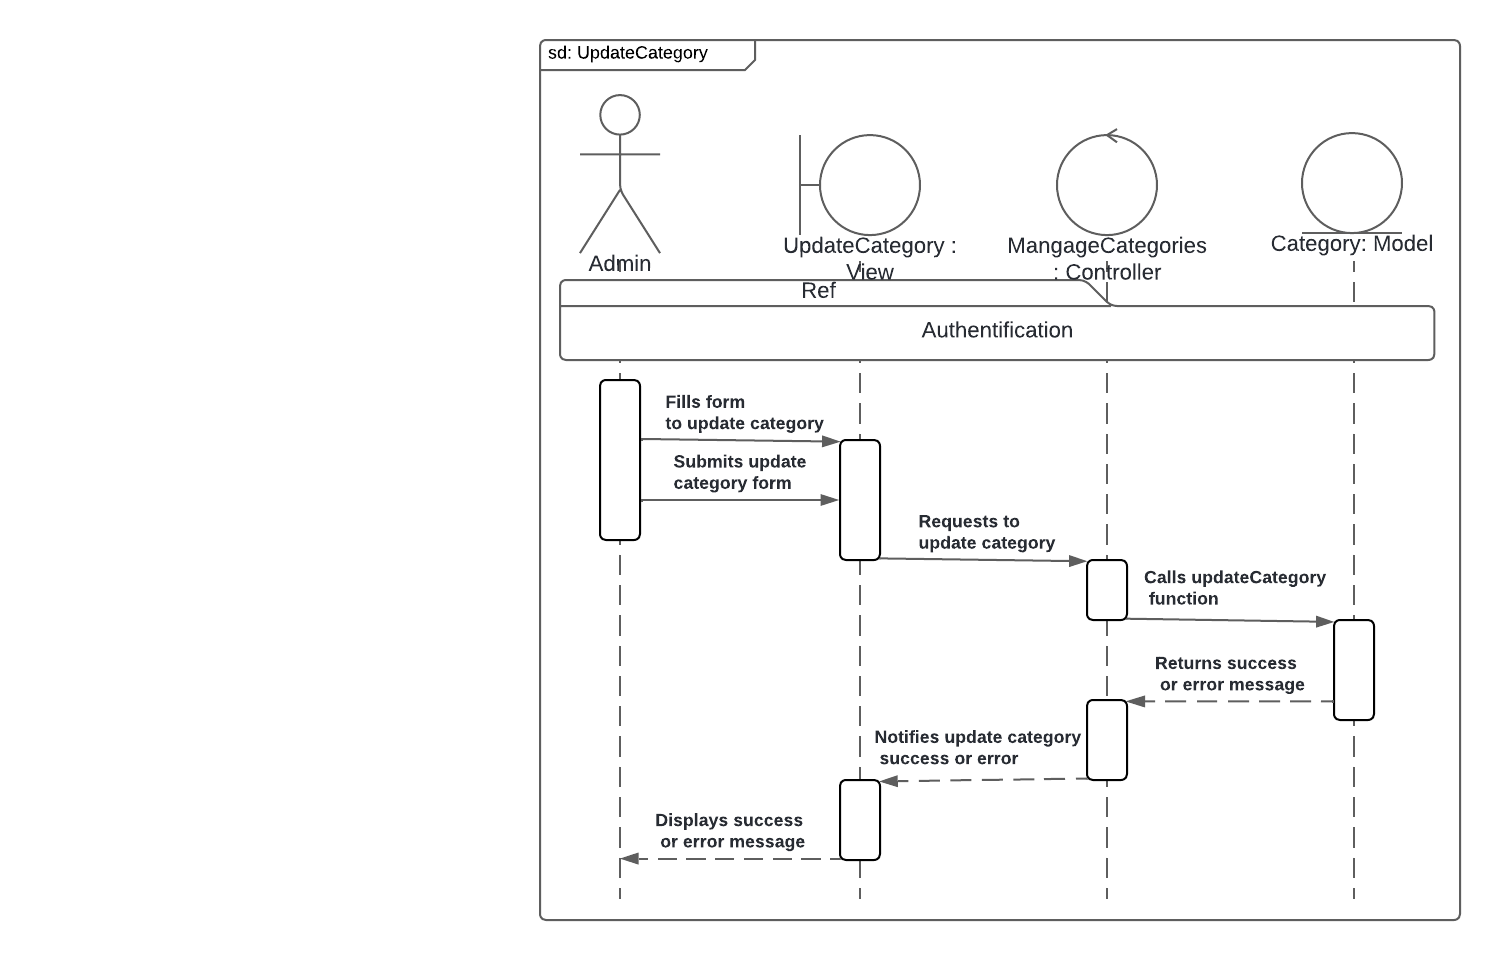 sd: UpdateCategory
Admin
UpdateCategory :
View
MangageCategories
: Controller
Category: Model
Ref
Authentification
Fills form
to update category
Submits update
category form
Requests to
update category
Calls updateCategory
function
Returns success
or error message
Notifies update category
success or error
Displays success
or error message